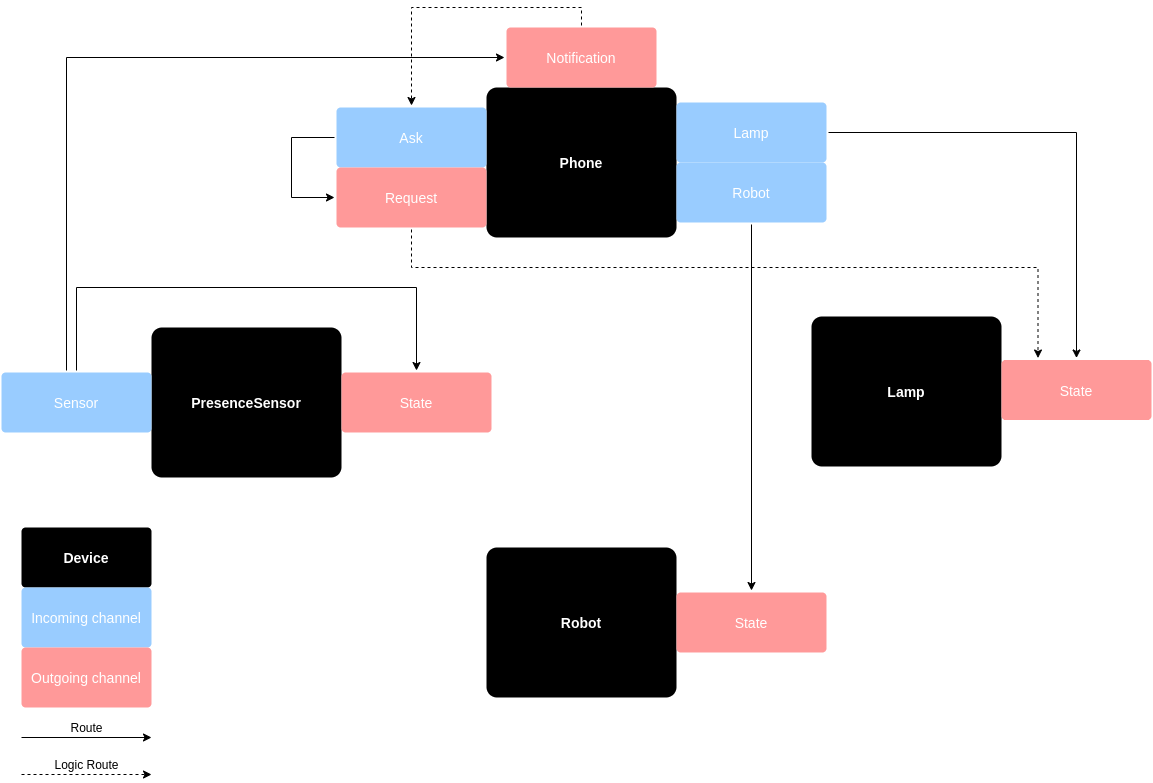 Notification
Ask
Phone
Lamp
Request
Robot
Sensor
PresenceSensor
State
Lamp
State
Robot
State
Device
Incoming channel
Outgoing channel
Route
Logic Route